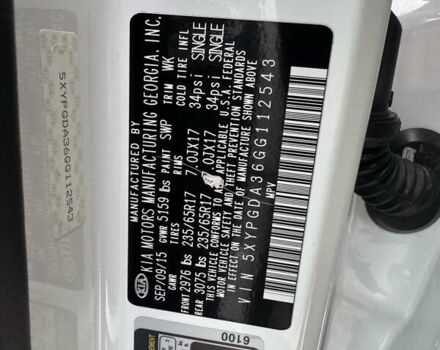 MANUFACTURED BY
KIA KIA MOTORS MANUFACTURING GEORGIA, INC.
SEP/09/15 GVWR 5159 lbs PAINT SWP TRIM WK
GAWR TIRES RIMS COLD TIRE INFL
FRONT 2976 lbs 235/65R17 7.0JX17 34psi SINGLE
3075 lbs 235/65R17 7.0JX17 34psi SINGLE
THIS VEHICLE CONFORMS TO ALL APPLICABLE U.S.A FEDERAL
MOTOR VEHICLE SAFETY AND THEFT PREVENTION STANDARDS
IN EFFECT ON THE DATE OF MANUFACTURE SHOWN ABOVE
VIN 5XYPGDA36GG112543
MPV
5XYPGDA36GG112543
6100